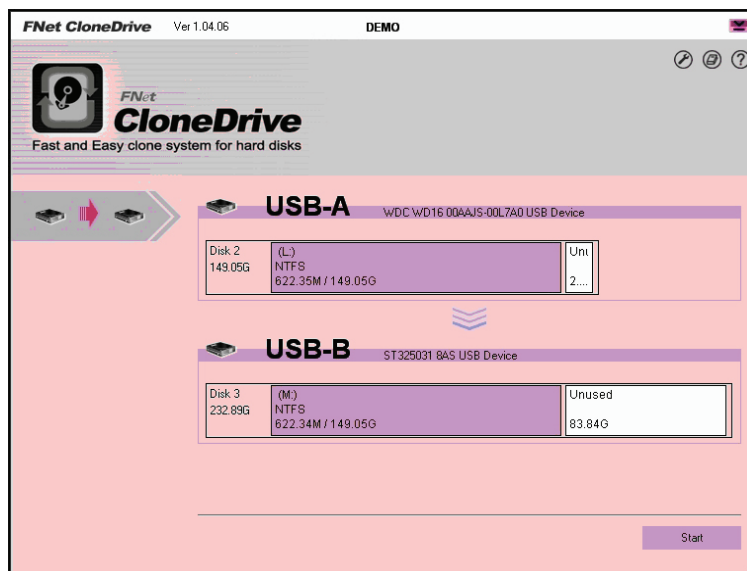 FNet CloneDrive Ver 1.04.06 DEMO
FNet
CloneDrive
Fast and Easy clone system for hard disks
USB-A WDC WD16 00AAJS-00L7A0 USB Device
Disk 2
149.05G
(L:)
NTFS
622.35M / 149.05G
2....
USB-B ST325031 8AS USB Device
Disk 3
232.89G
(M:)
NTFS
622.34M / 149.05G
Unused
83.84G
Start